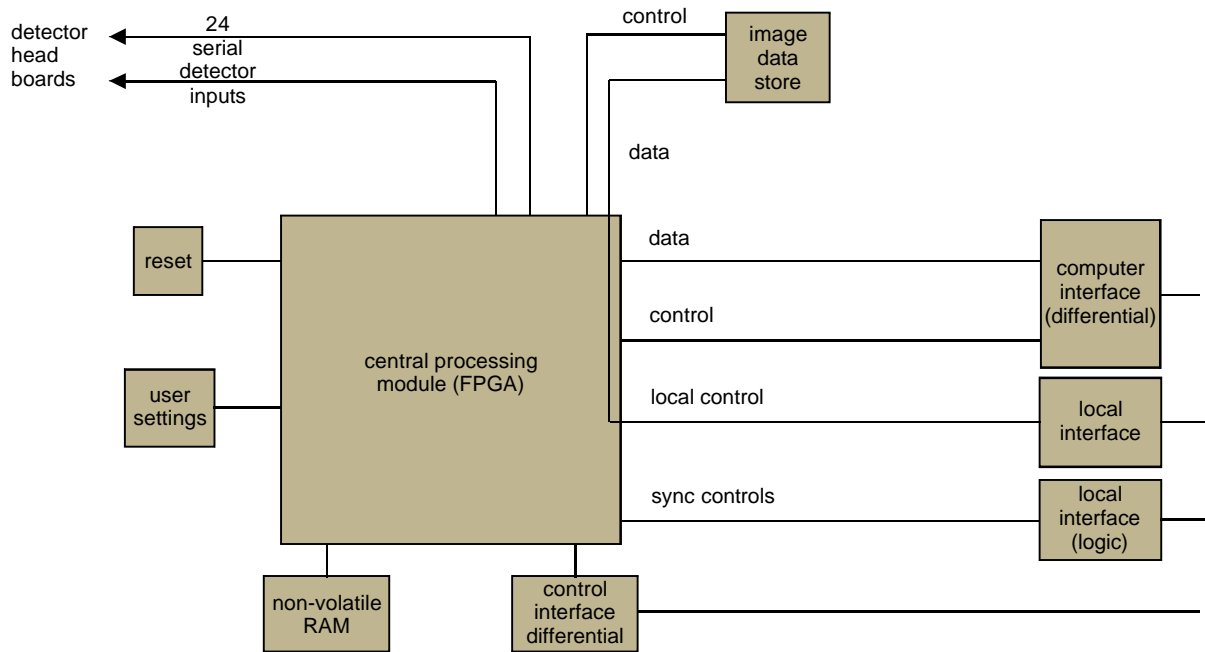 detector
head
boards
24
serial
detector
inputs
control
image
data
store
data
reset
data
computer
interface
(differential)
control
central processing
module (FPGA)
user
settings
local control
local
interface
sync controls
local
interface
(logic)
non-volatile
RAM
control
interface
differential